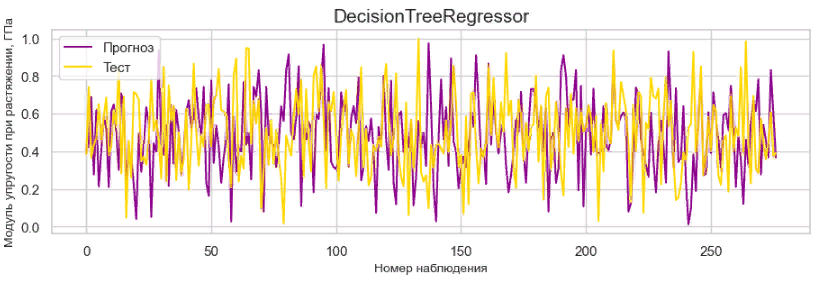 DecisionTreeRegressor
Модуль упругости при растяжении, ГПа
1.0
0.8
0.6
0.4
0.2
0.0
Прогноз
Тест
0 50 100 150 200 250
Номер наблюдения